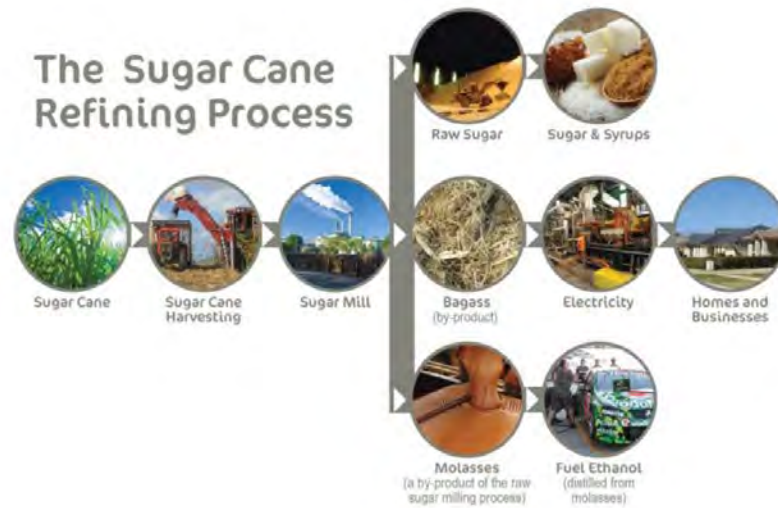 The Sugar Cane
Refining Process
Raw Sugar
Sugar & Syrups
Sugar Cane
Sugar Cane
Harvesting
Sugar Mill
Bagass
(by-product)
Electricity
Homes and
Businesses
Molasses
(a by-product of the raw
sugar milling process)
Fuel Ethanol
(distilled from
molasses)